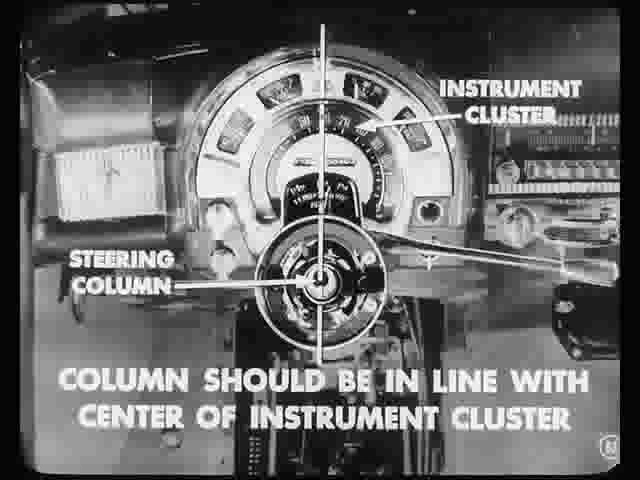 INSTRUMENT
CLUSTER
STEERING
COLUMN
COLUMN SHOULD BE IN LINE WITH
CENTER OF INSTRUMENT CLUSTER